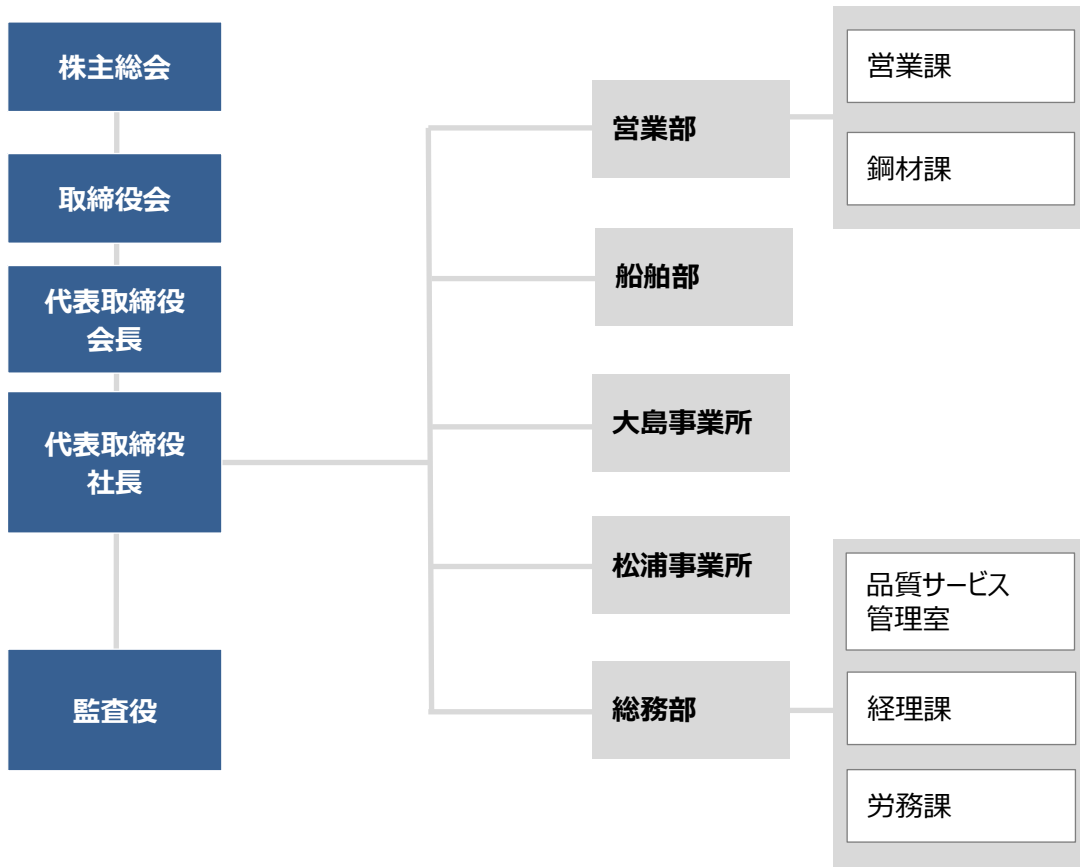 株主総会
取締役会
代表取締役
会長
代表取締役
社長
監査役
営業部
船舶部
大島事業所
松浦事業所
総務部
営業課
鋼材課
品質サービス
管理室
経理課
労務課